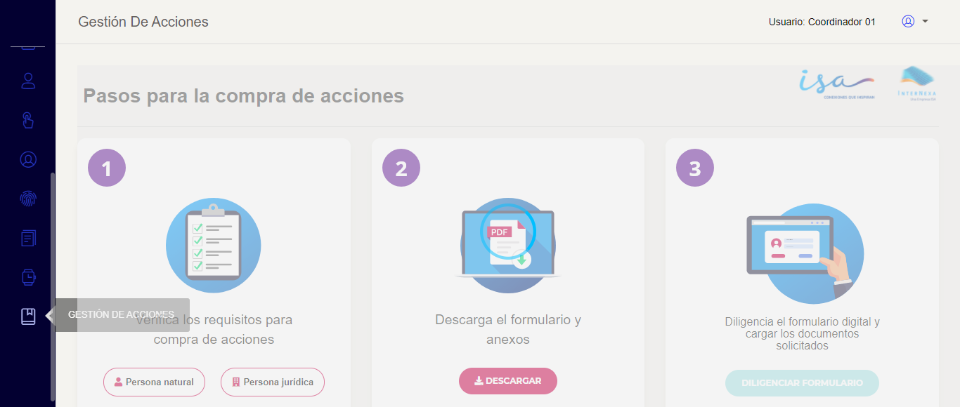 Gestión De Acciones
Usuario: Coordinador 01
Pasos para la compra de acciones
isa
INTERNEXA
1
2
3
PDF
GESTIÓN DE ACCIONES
Verifica los requisitos para
compra de acciones
Persona natural
Persona jurídica
Descarga el formulario y
anexos
DESCARGAR
Diligencia el formulario digital y
cargar los documentos
solicitados
DILIGENCIAR FORMULARIO